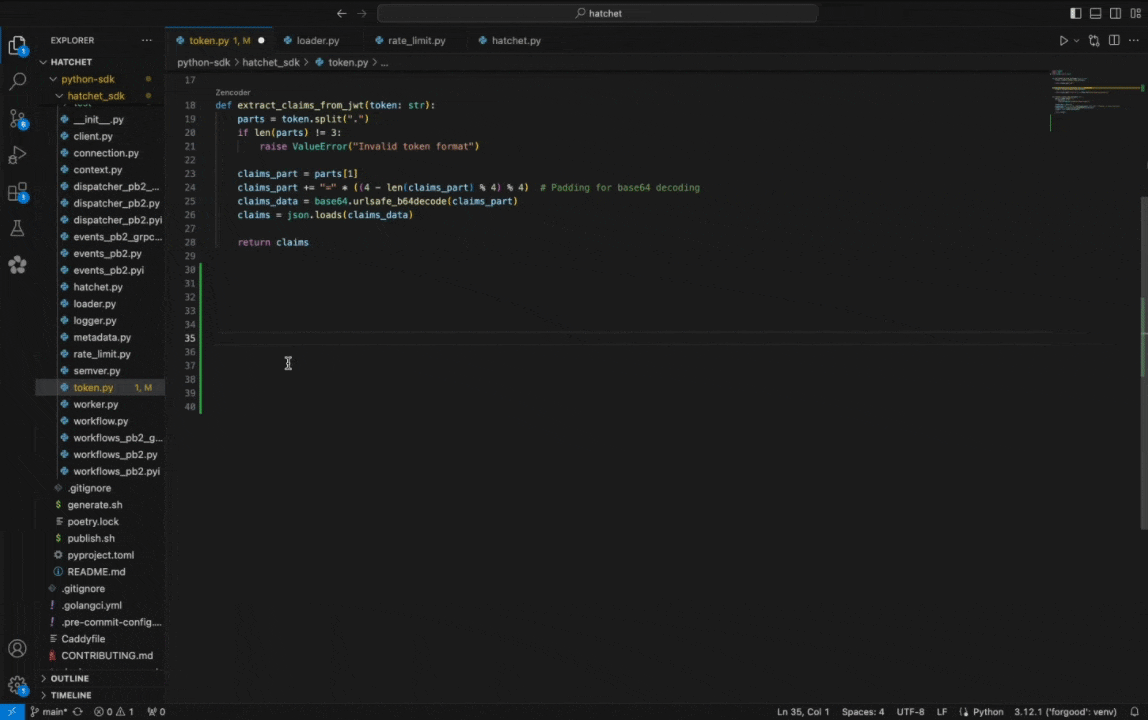 hatchet
EXPLORER
HATCHET
python-sdk
hatchet_sdk
__init__.py
client.py
connection.py
context.py
dispatcher_pb2_...
dispatcher_pb2.py
dispatcher_pb2.pyi
events_pb2_grpc...
events_pb2.py
events_pb2.pyi
hatchet.py
loader.py
logger.py
metadata.py
rate_limit.py
semver.py
token.py 1, M
worker.py
workflow.py
workflows_pb2_g...
workflows_pb2.py
workflows_pb2.pyi
.gitignore
$ generate.sh
poetry.lock
$ publish.sh
pyproject.toml
README.md
.gitignore
! .golangci.yml
! .pre-commit-config....
Caddyfile
CONTRIBUTING.md
OUTLINE
TIMELINE
token.py 1, M loader.py rate_limit.py hatchet.py
python-sdk > hatchet_sdk > token.py > ...
17
Zencoder
18 def extract_claims_from_jwt(token: str):
19 parts = token.split(".")
20 if len(parts) != 3:
21 raise ValueError("Invalid token format")
22
23 claims_part = parts[1]
24 claims_part += "=" * ((4 - len(claims_part) % 4) % 4) # Padding for base64 decoding
25 claims_data = base64.urlsafe_b64decode(claims_part)
26 claims = json.loads(claims_data)
27
28 return claims
29
30
31
32
33
34
35
36
37
38
39
40
main* 0 1 0 Ln 35, Col 1 Spaces: 4 UTF-8 LF Python 3.12.1 ('forgood': venv)